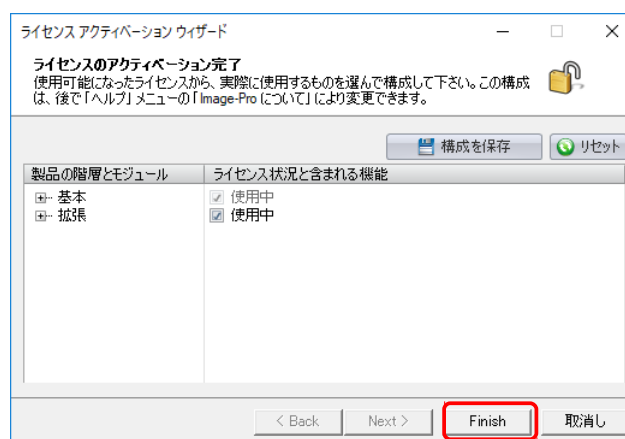 ライセンス アクティベーション ウィザード
ライセンスのアクティベーション完了
使用可能になったライセンスから、実際に使用するものを選んで構成して下さい。この構成
は、後で「ヘルプ」メニューの「Image-Pro について」により変更できます。
構成を保存 リセット
製品の階層とモジュール ライセンス状況と含まれる機能
基本 使用中
拡張 使用中
< Back Next > Finish 取消し